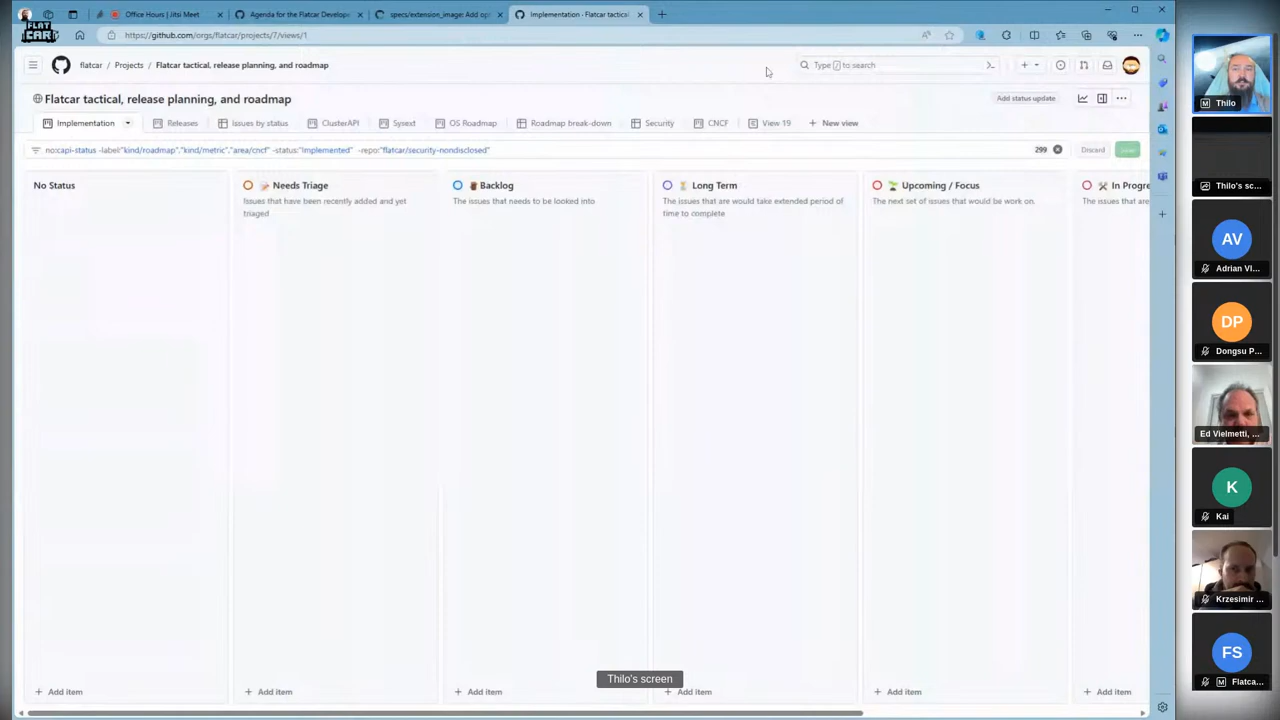 Office Hours | Jitsi Meet
Agenda for the Flatcar Develope
specs/extension_image: Add op
Implementation · Flatcar tactical,
FLAT
CAR
https://github.com/orgs/flatcar/projects/7/views/1
flatcar / Projects / Flatcar tactical, release planning, and roadmap
Type / to search
Flatcar tactical, release planning, and roadmap
Add status update
Implementation
Releases
Issues by status
ClusterAPI
Sysext
OS Roadmap
Roadmap break-down
Security
CNCF
View 19
+ New view
no:capi-status -label:"kind/roadmap","kind/metric","area/cncf" -status:"Implemented" -repo:"flatcar/security-nondisclosed"
299
Discard
No Status
Needs Triage
Issues that have been recently added and yet
triaged
Backlog
The issues that needs to be looked into
Long Term
The issues that are would take extended period of
time to complete
Upcoming / Focus
The next set of issues that would be work on.
In Progre
The issues that are
+ Add item
+ Add item
+ Add item
+ Add item
+ Add item
+ Add item
Thilo's screen
M Thilo
Thilo's sc...
AV
Adrian Vl...
DP
Dongsu P...
Ed Vielmetti, ...
K
Kai
Krzesimir ...
FS
M Flatca...